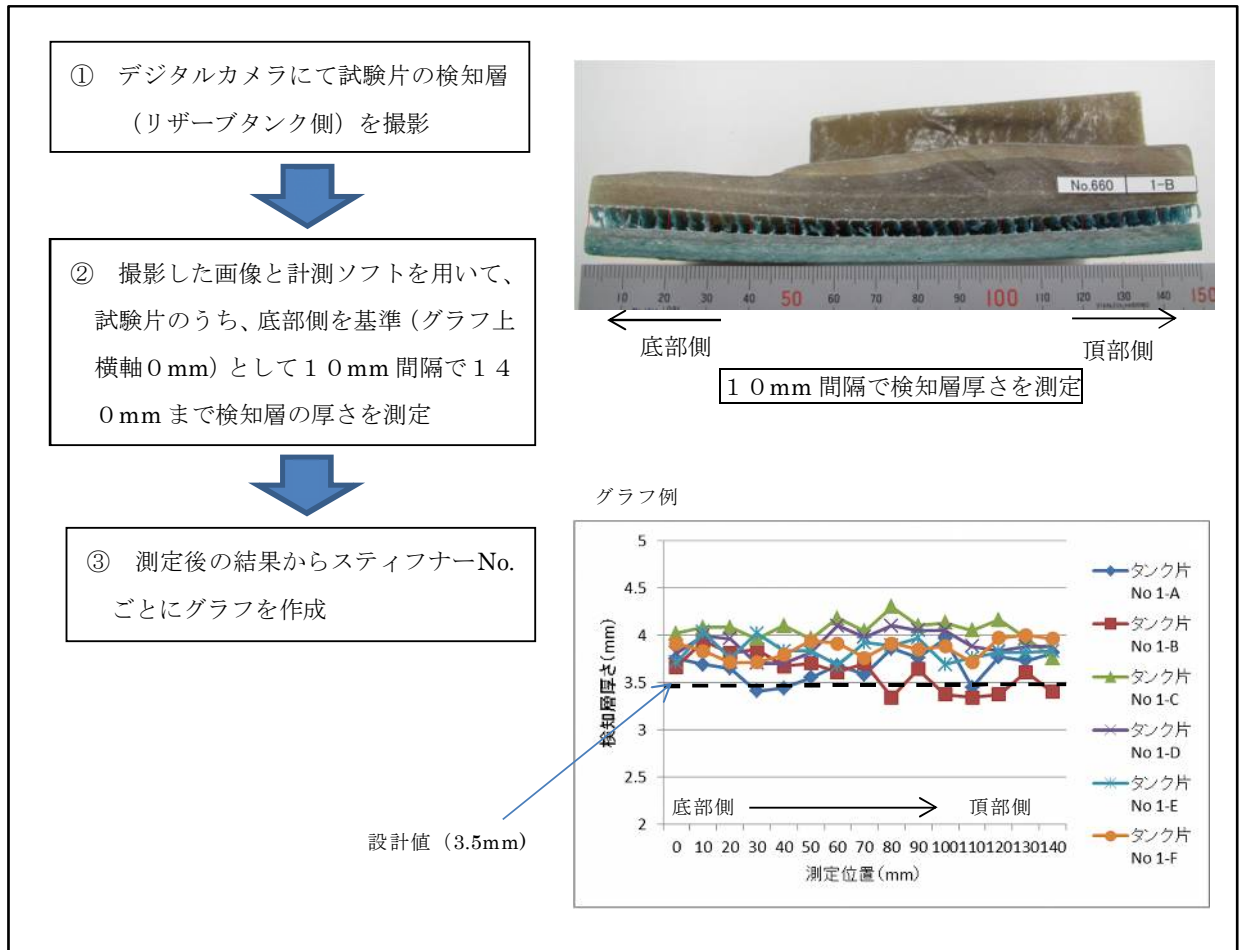 ① デジタルカメラにて試験片の検知層
（リザーブタンク側）を撮影
② 撮影した画像と計測ソフトを用いて、
試験片のうち、底部側を基準（グラフ上
横軸０mm）として１０mm 間隔で１４
０mm まで検知層の厚さを測定
③ 測定後の結果からスティフナーNo.
ごとにグラフを作成
No.660 1-B
10 20 30 40 50 60 70 80 90 100 110 120 130 140 150
底部側
頂部側
１０mm 間隔で検知層厚さを測定
グラフ例
検知層厚さ(mm)
5
4.5
4
3.5
3
2.5
2
底部側
頂部側
0 10 20 30 40 50 60 70 80 90 100110120130140
測定位置(mm)
タンク片
No 1-A
タンク片
No 1-B
タンク片
No 1-C
タンク片
No 1-D
タンク片
No 1-E
タンク片
No 1-F
設計値（3.5mm）